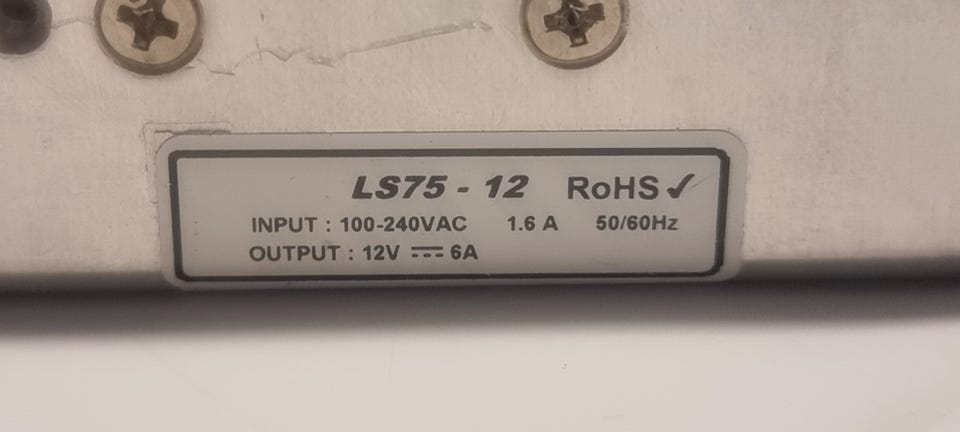 LS75 - 12 RoHS ✓
INPUT : 100-240VAC 1.6 A 50/60Hz
OUTPUT : 12V ⎓ 6A